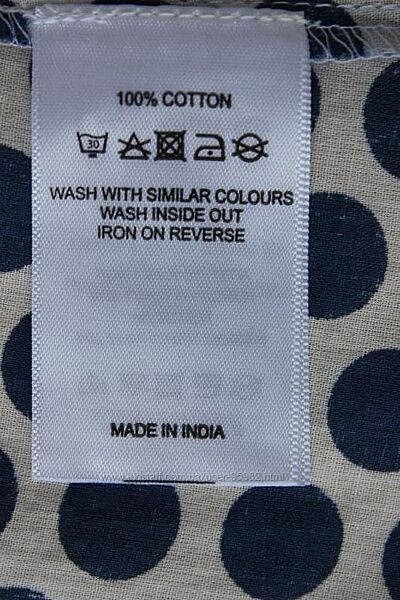 100% COTTON
30
WASH WITH SIMILAR COLOURS
WASH INSIDE OUT
IRON ON REVERSE
MADE IN INDIA